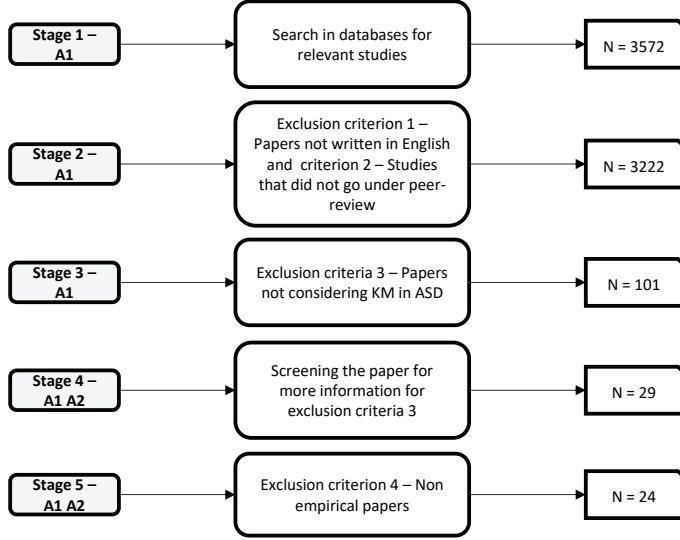 Stage 1 –
A1
Search in databases for
relevant studies
N = 3572
Stage 2 –
A1
Exclusion criterion 1 –
Papers not written in English
and criterion 2 – Studies
that did not go under peer-
review
N = 3222
Stage 3 –
A1
Exclusion criteria 3 – Papers
not considering KM in ASD
N = 101
Stage 4 –
A1 A2
Screening the paper for
more information for
exclusion criteria 3
N = 29
Stage 5 –
A1 A2
Exclusion criterion 4 – Non
empirical papers
N = 24